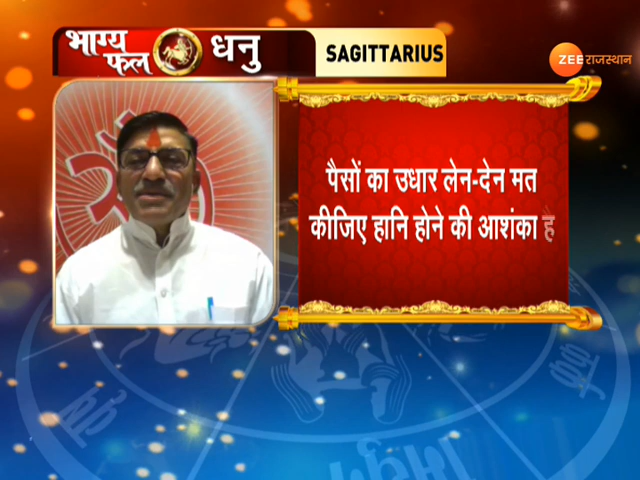 भाग्य
फल
धनु
SAGITTARIUS
ZEE राजस्थान
पैसों का उधार लेन-देन मत
कीजिए हानि होने की आशंका है